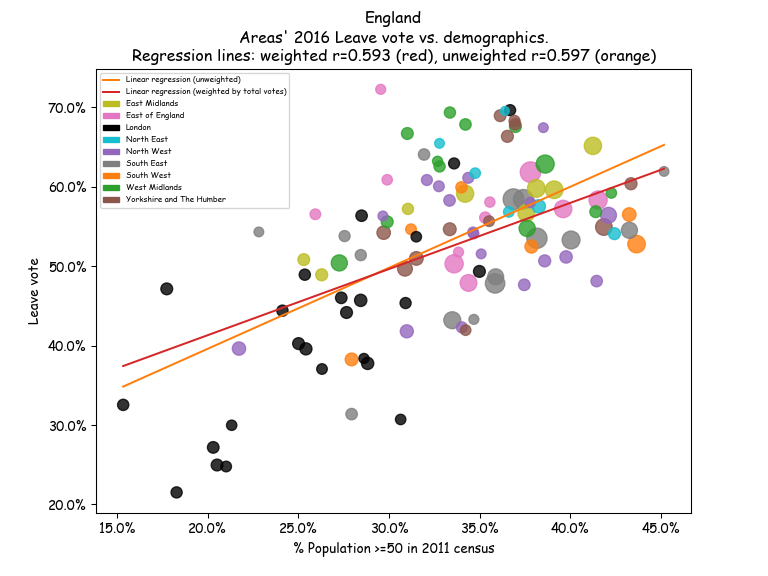 England
Areas' 2016 Leave vote vs. demographics.
Regression lines: weighted r=0.593 (red), unweighted r=0.597 (orange)
Linear regression (unweighted)
Linear regression (weighted by total votes)
East Midlands
East of England
London
North East
North West
South East
South West
West Midlands
Yorkshire and The Humber
70.0%
60.0%
50.0%
40.0%
30.0%
20.0%
Leave vote
15.0% 20.0% 25.0% 30.0% 35.0% 40.0% 45.0%
% Population >=50 in 2011 census